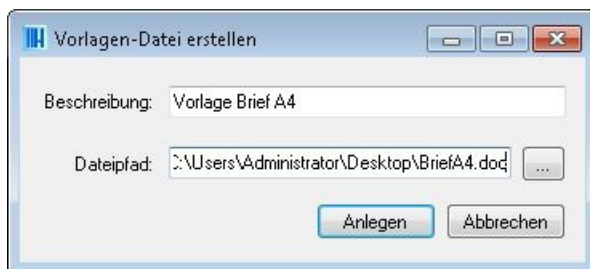 Vorlagen-Datei erstellen
Beschreibung: Vorlage Brief A4
Dateipfad: C:\Users\Administrator\Desktop\BriefA4.doc ...
Anlegen Abbrechen